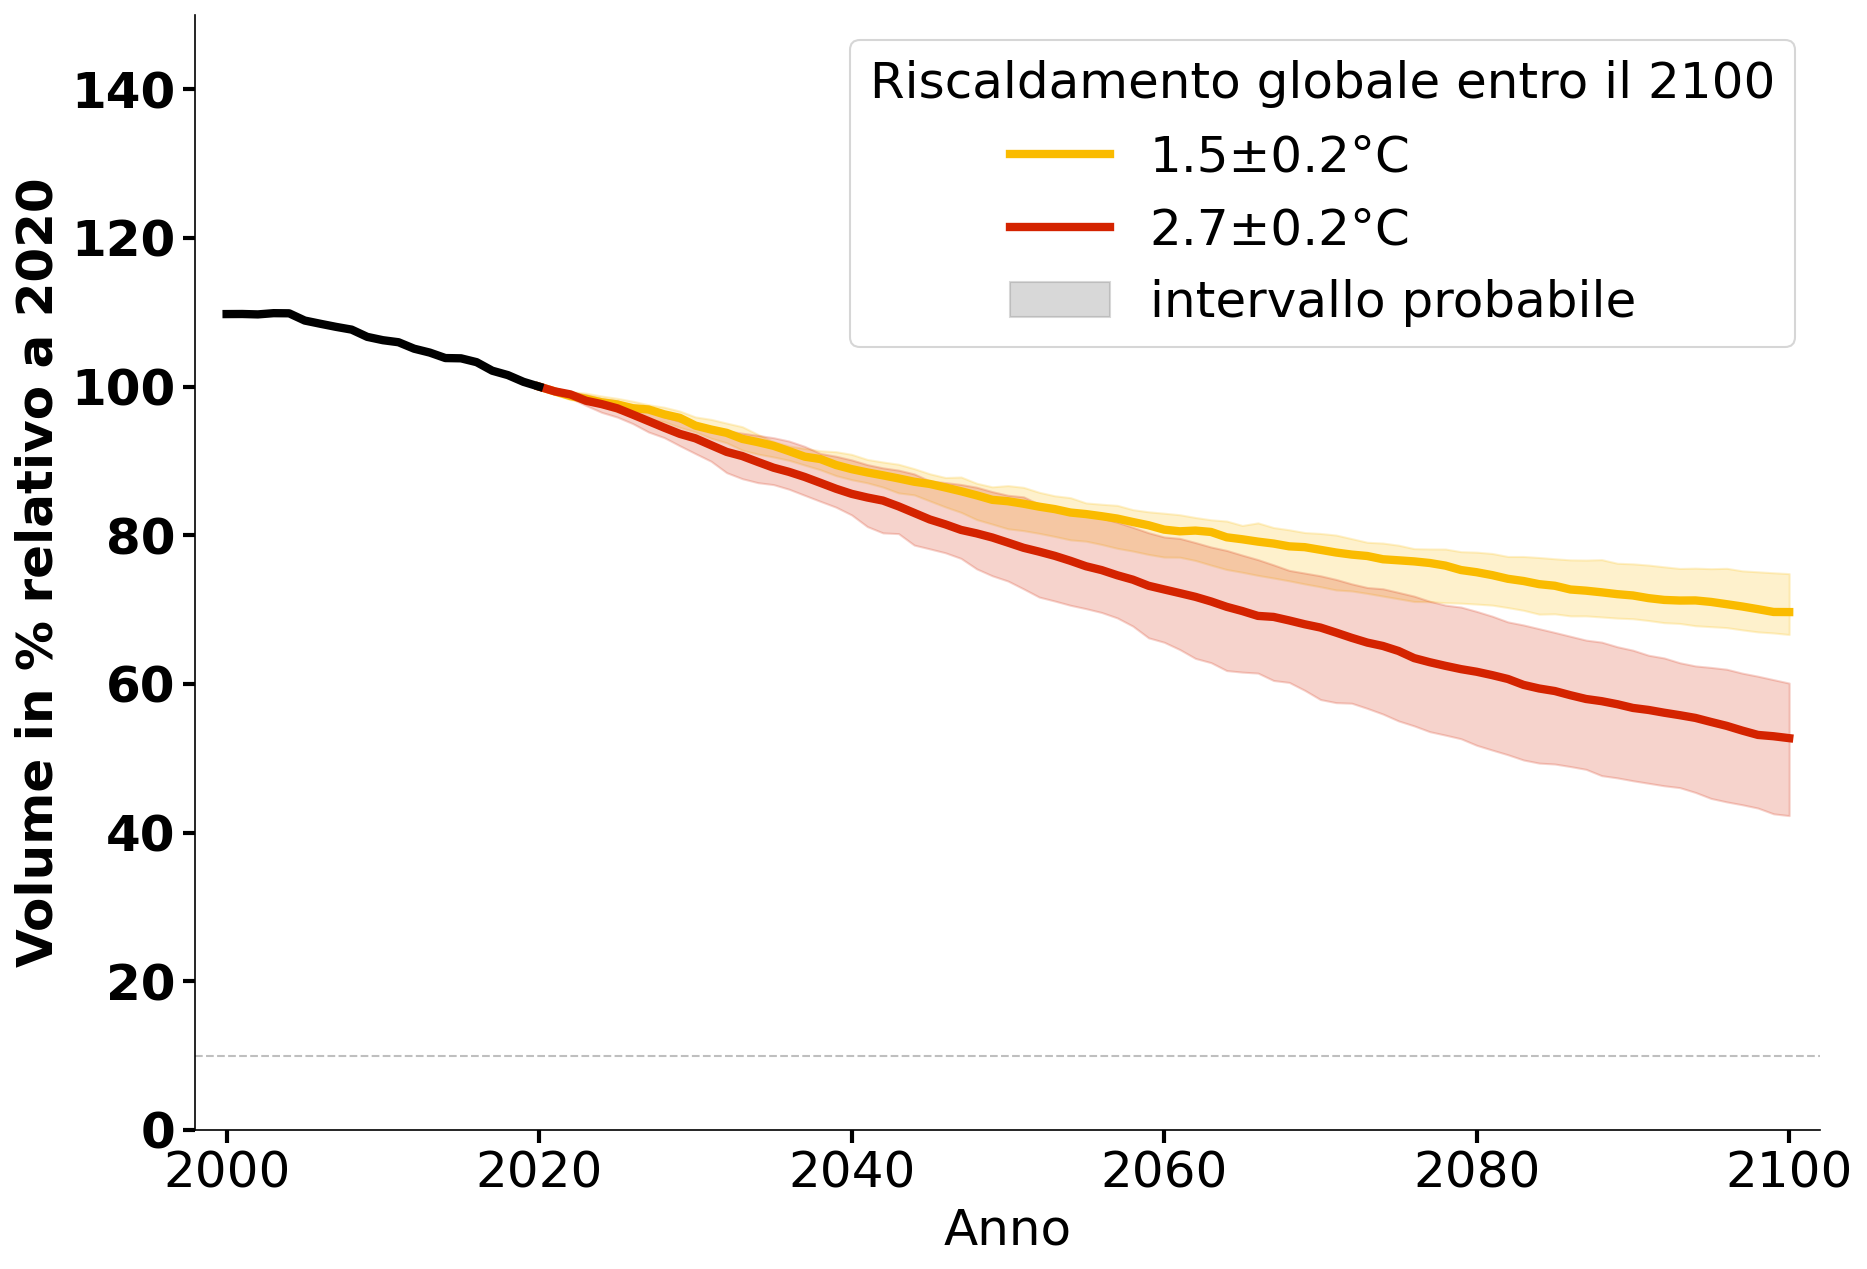 Riscaldamento globale entro il 2100
1.5±0.2°C
2.7±0.2°C
intervallo probabile
Volume in % relativo a 2020
140
120
100
80
60
40
20
0
2000 2020 2040 2060 2080 2100
Anno